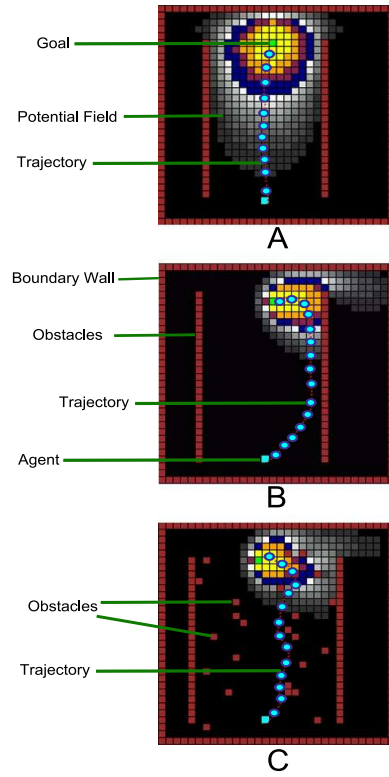 Goal
Potential Field
Trajectory
A
Boundary Wall
Obstacles
Trajectory
Agent
B
Obstacles
Trajectory
C